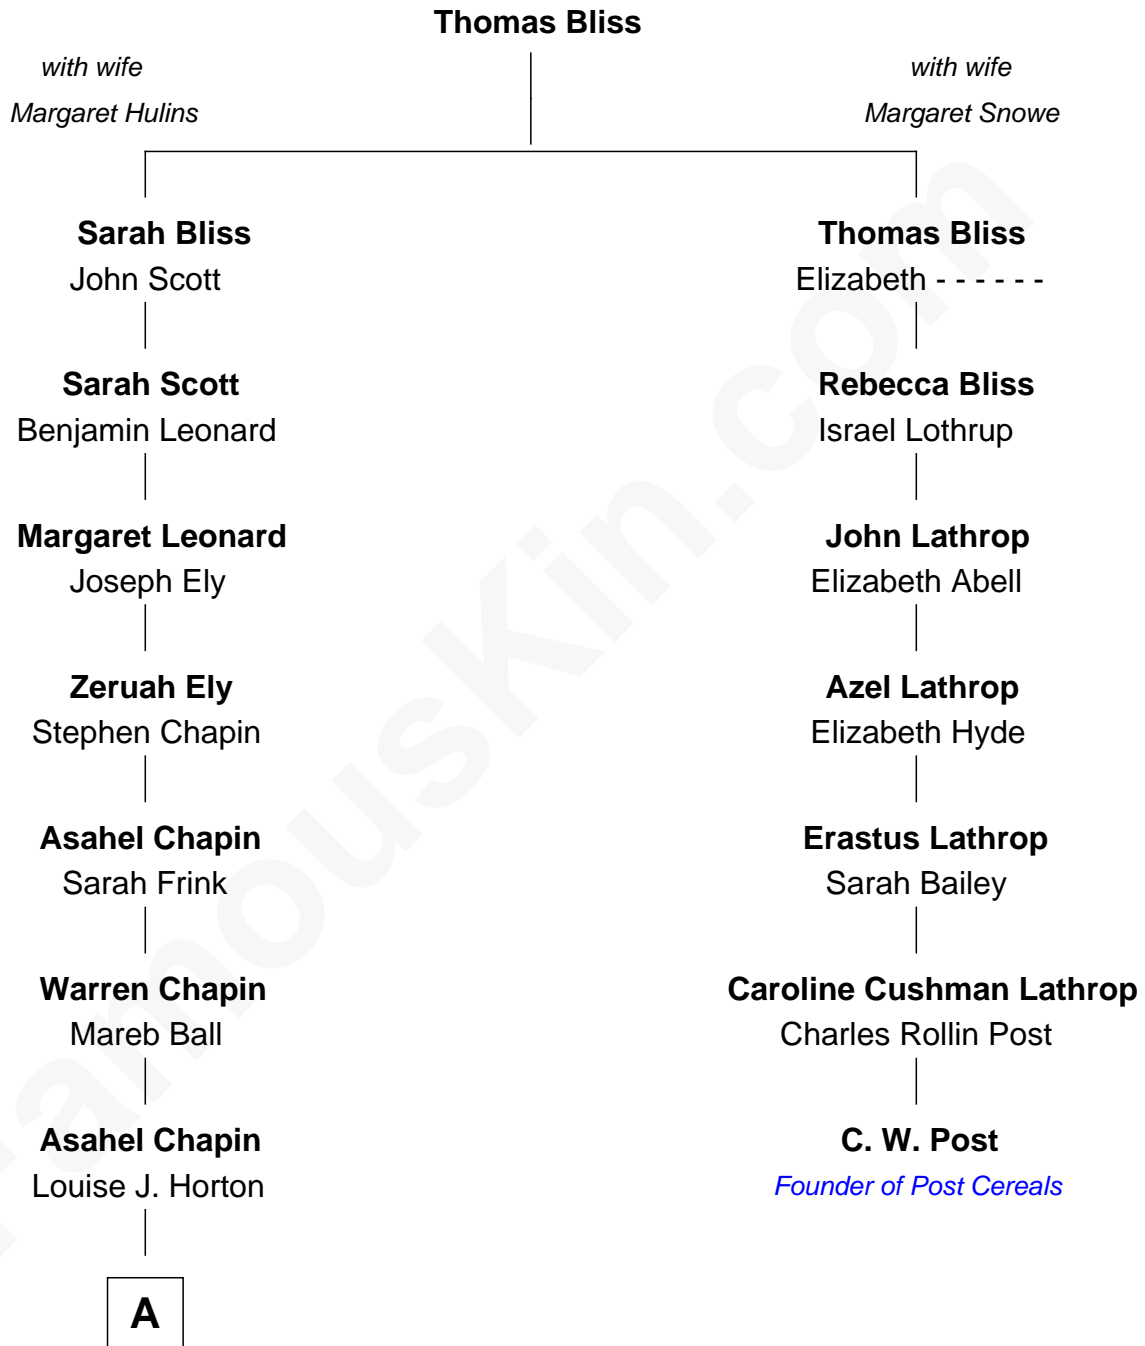 Thomas Bliss
with wife
Margaret Hulins
with wife
Margaret Snowe
Sarah Bliss
John Scott
Thomas Bliss
Elizabeth - - - - - -
Sarah Scott
Benjamin Leonard
Rebecca Bliss
Israel Lothrup
Margaret Leonard
Joseph Ely
John Lathrop
Elizabeth Abell
Zeruah Ely
Stephen Chapin
Azel Lathrop
Elizabeth Hyde
Asahel Chapin
Sarah Frink
Erastus Lathrop
Sarah Bailey
Warren Chapin
Mareb Ball
Caroline Cushman Lathrop
Charles Rollin Post
Asahel Chapin
Louise J. Horton
C. W. Post
Founder of Post Cereals
A
FamousKin.com